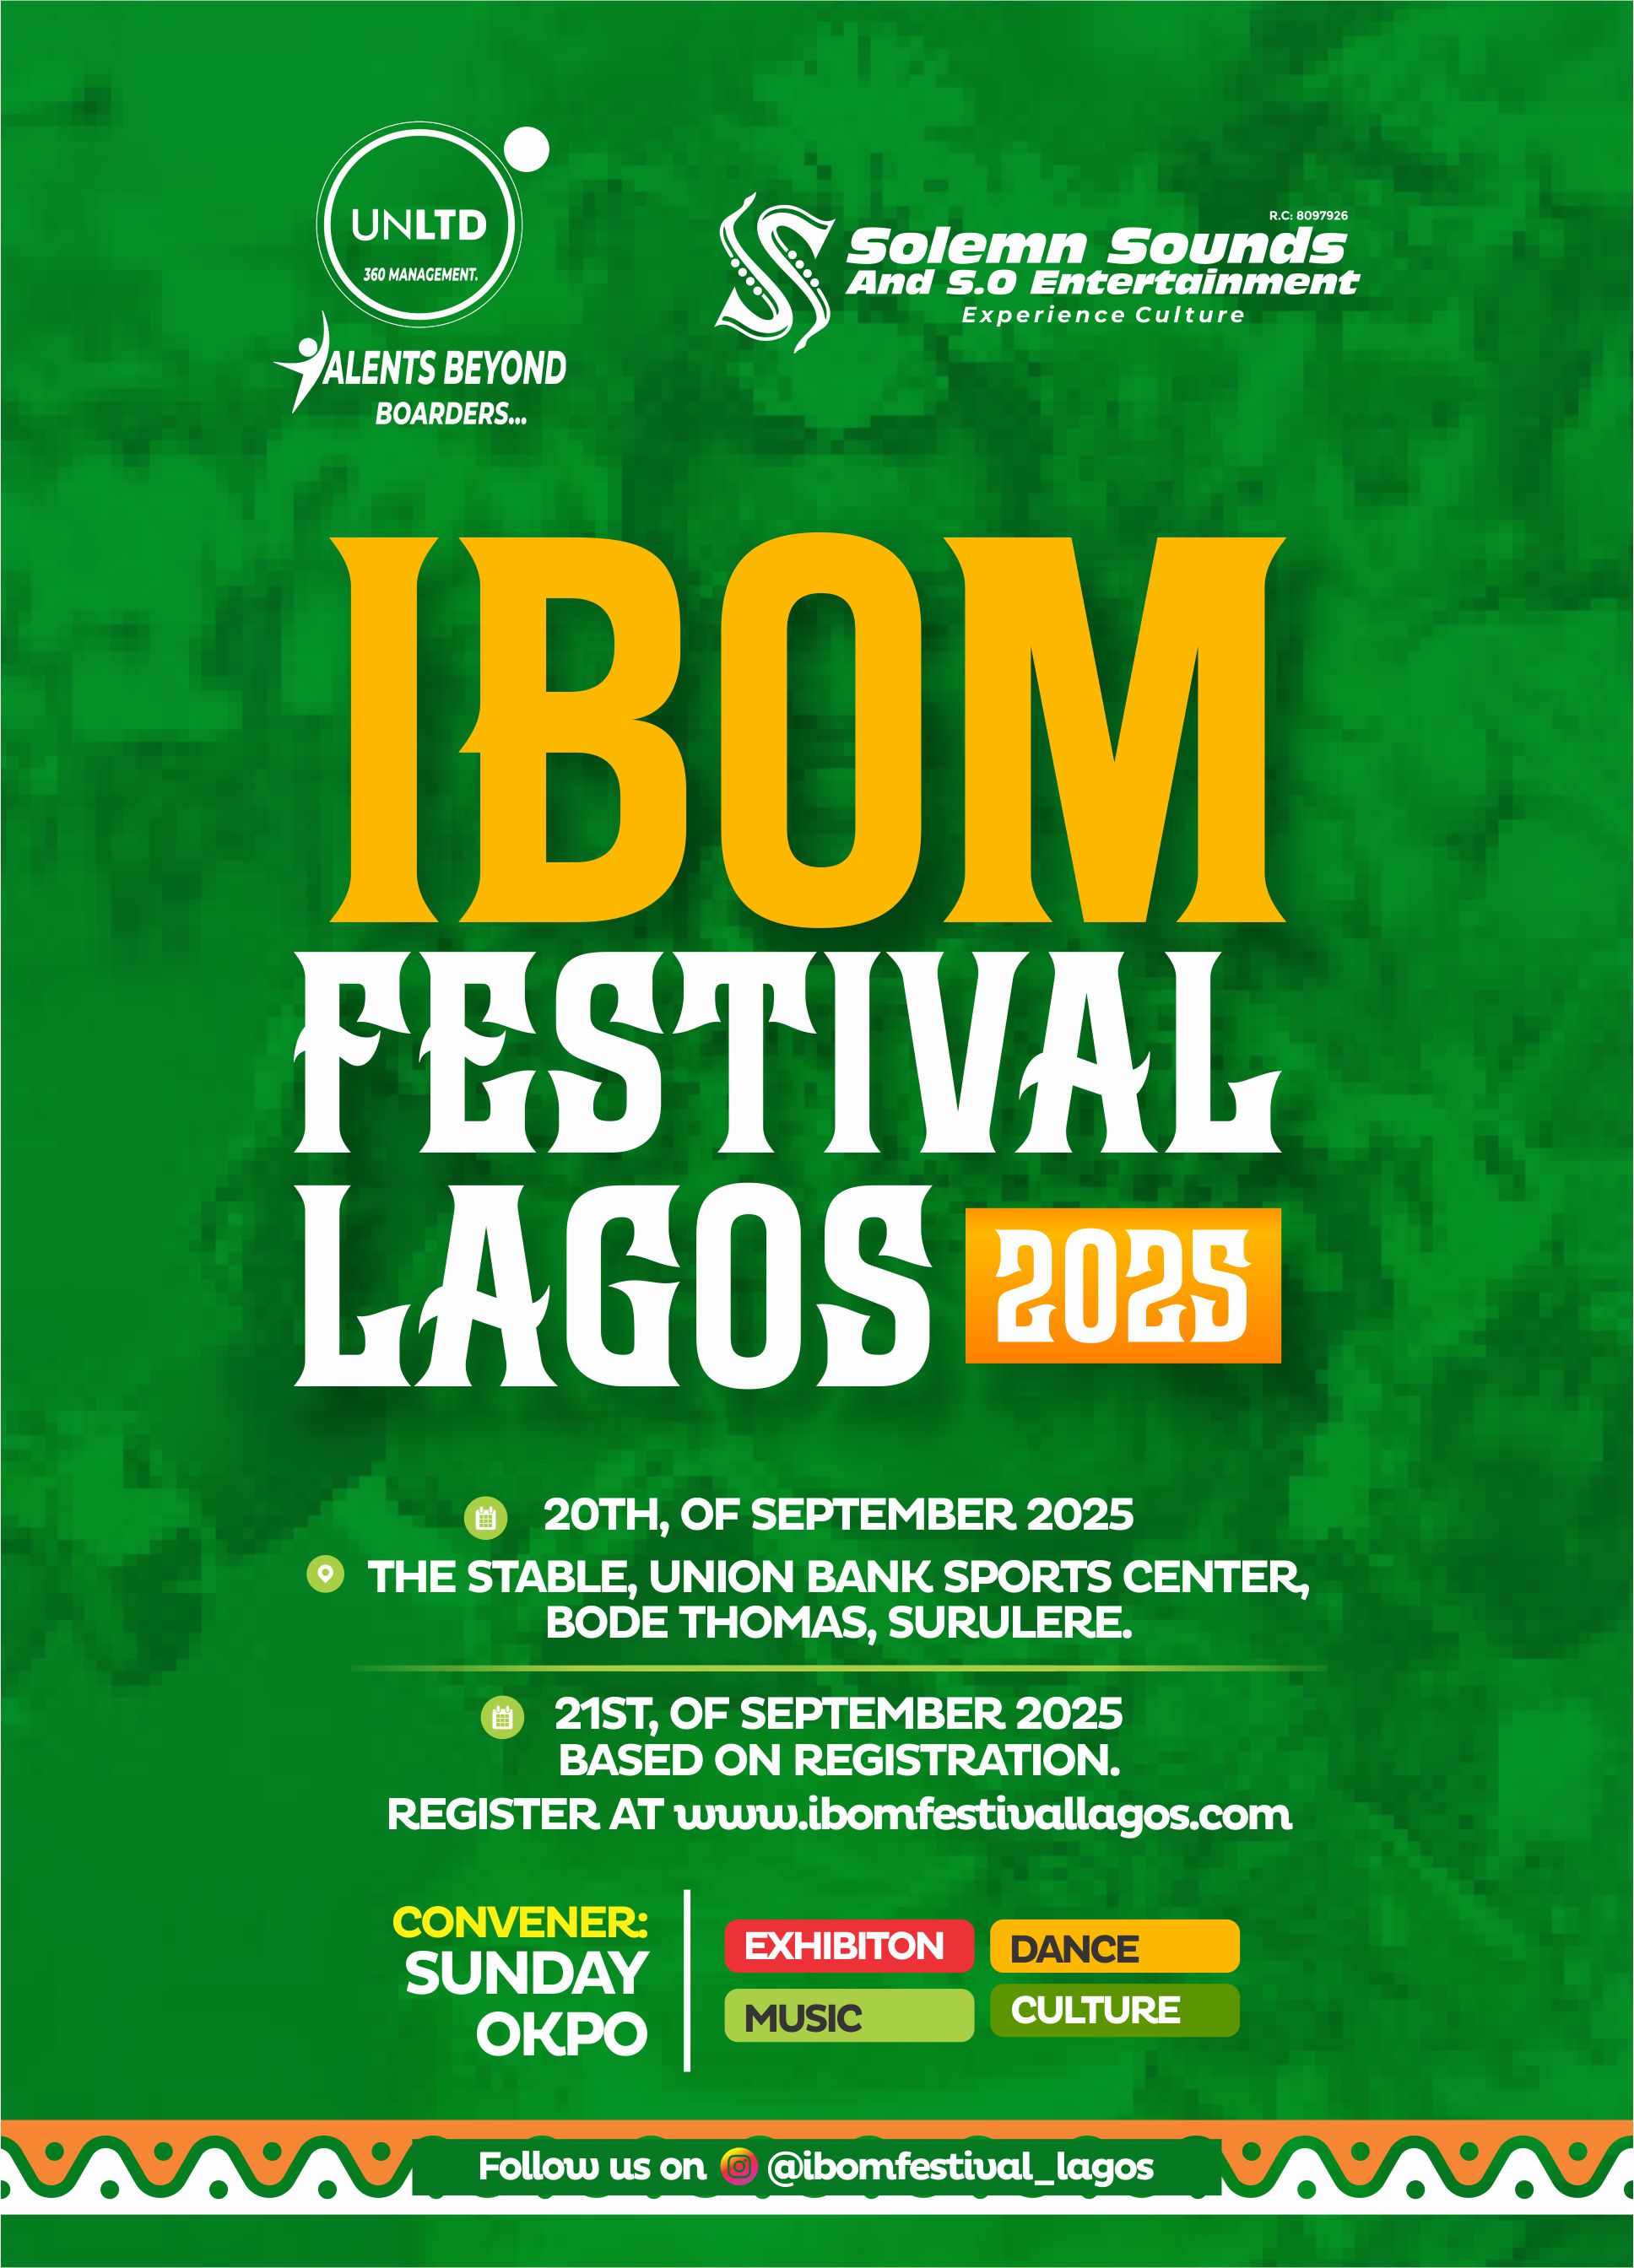 UNLTD
360 MANAGEMENT.
TALENTS BEYOND
BOARDERS...
R.C: 8097926
Solemn Sounds
And S.O Entertainment
Experience Culture
IBOM
FESTIVAL
LAGOS 2025
20TH, OF SEPTEMBER 2025
THE STABLE, UNION BANK SPORTS CENTER,
BODE THOMAS, SURULERE.
21ST, OF SEPTEMBER 2025
BASED ON REGISTRATION.
REGISTER AT www.ibomfestivallagos.com
CONVENER:
SUNDAY
OKPO
EXHIBITON
DANCE
MUSIC
CULTURE
Follow us on @ibomfestival_lagos